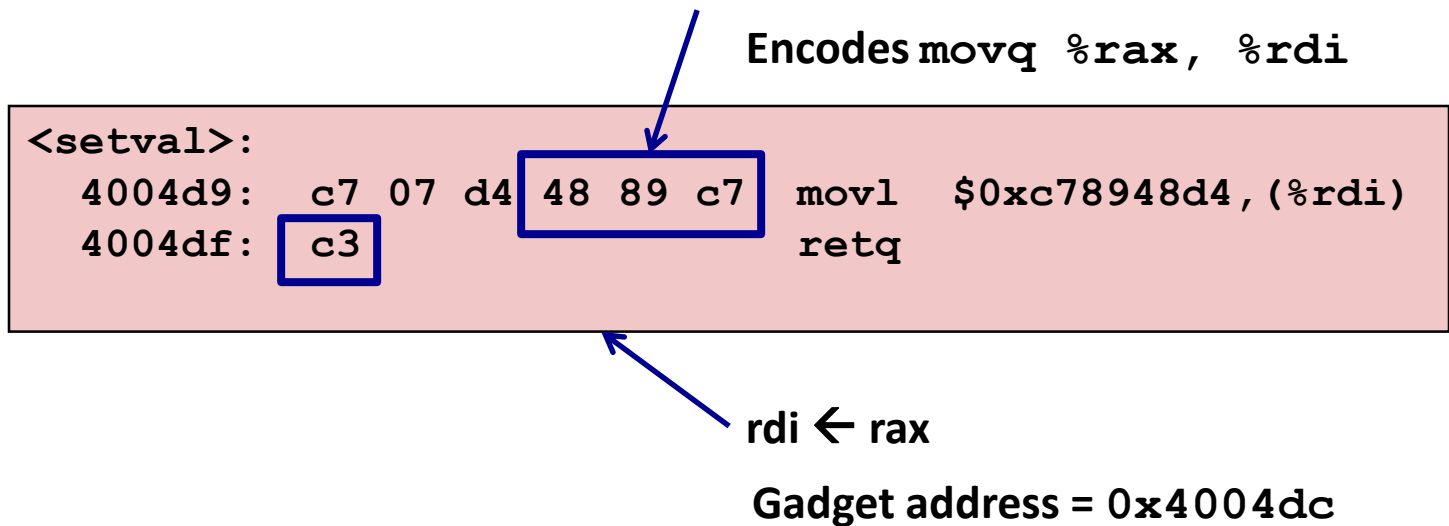 Encodes movq %rax, %rdi
<setval>:
4004d9: c7 07 d4 48 89 c7 movl $0xc78948d4,(%rdi)
4004df: c3 retq
rdi ← rax
Gadget address = 0x4004dc